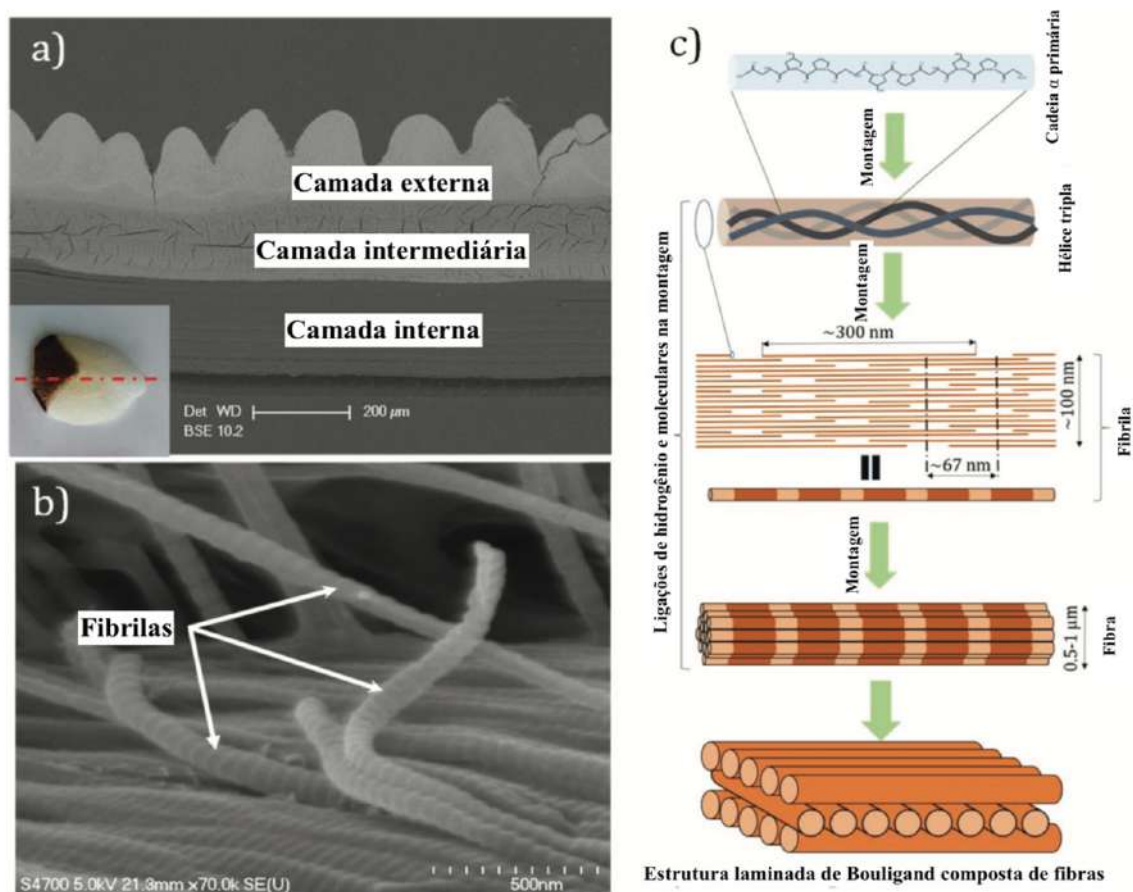 a)
Camada externa
Camada intermediária
Camada interna
Det WD
BSE 10.2
200 µm
b)
Fibrilas
S4700 5.0kV 21.3mm x70.0k SE(U)
500nm
c)
Cadeia α primária
Montagem
Hélice tripla
Montagem
Ligações de hidrogênio e moleculares na montagem
~300 nm
~100 nm
Fibrila
~67 nm
Montagem
0.5-1 µm
Fibra
Estrutura laminada de Bouligand composta de fibras